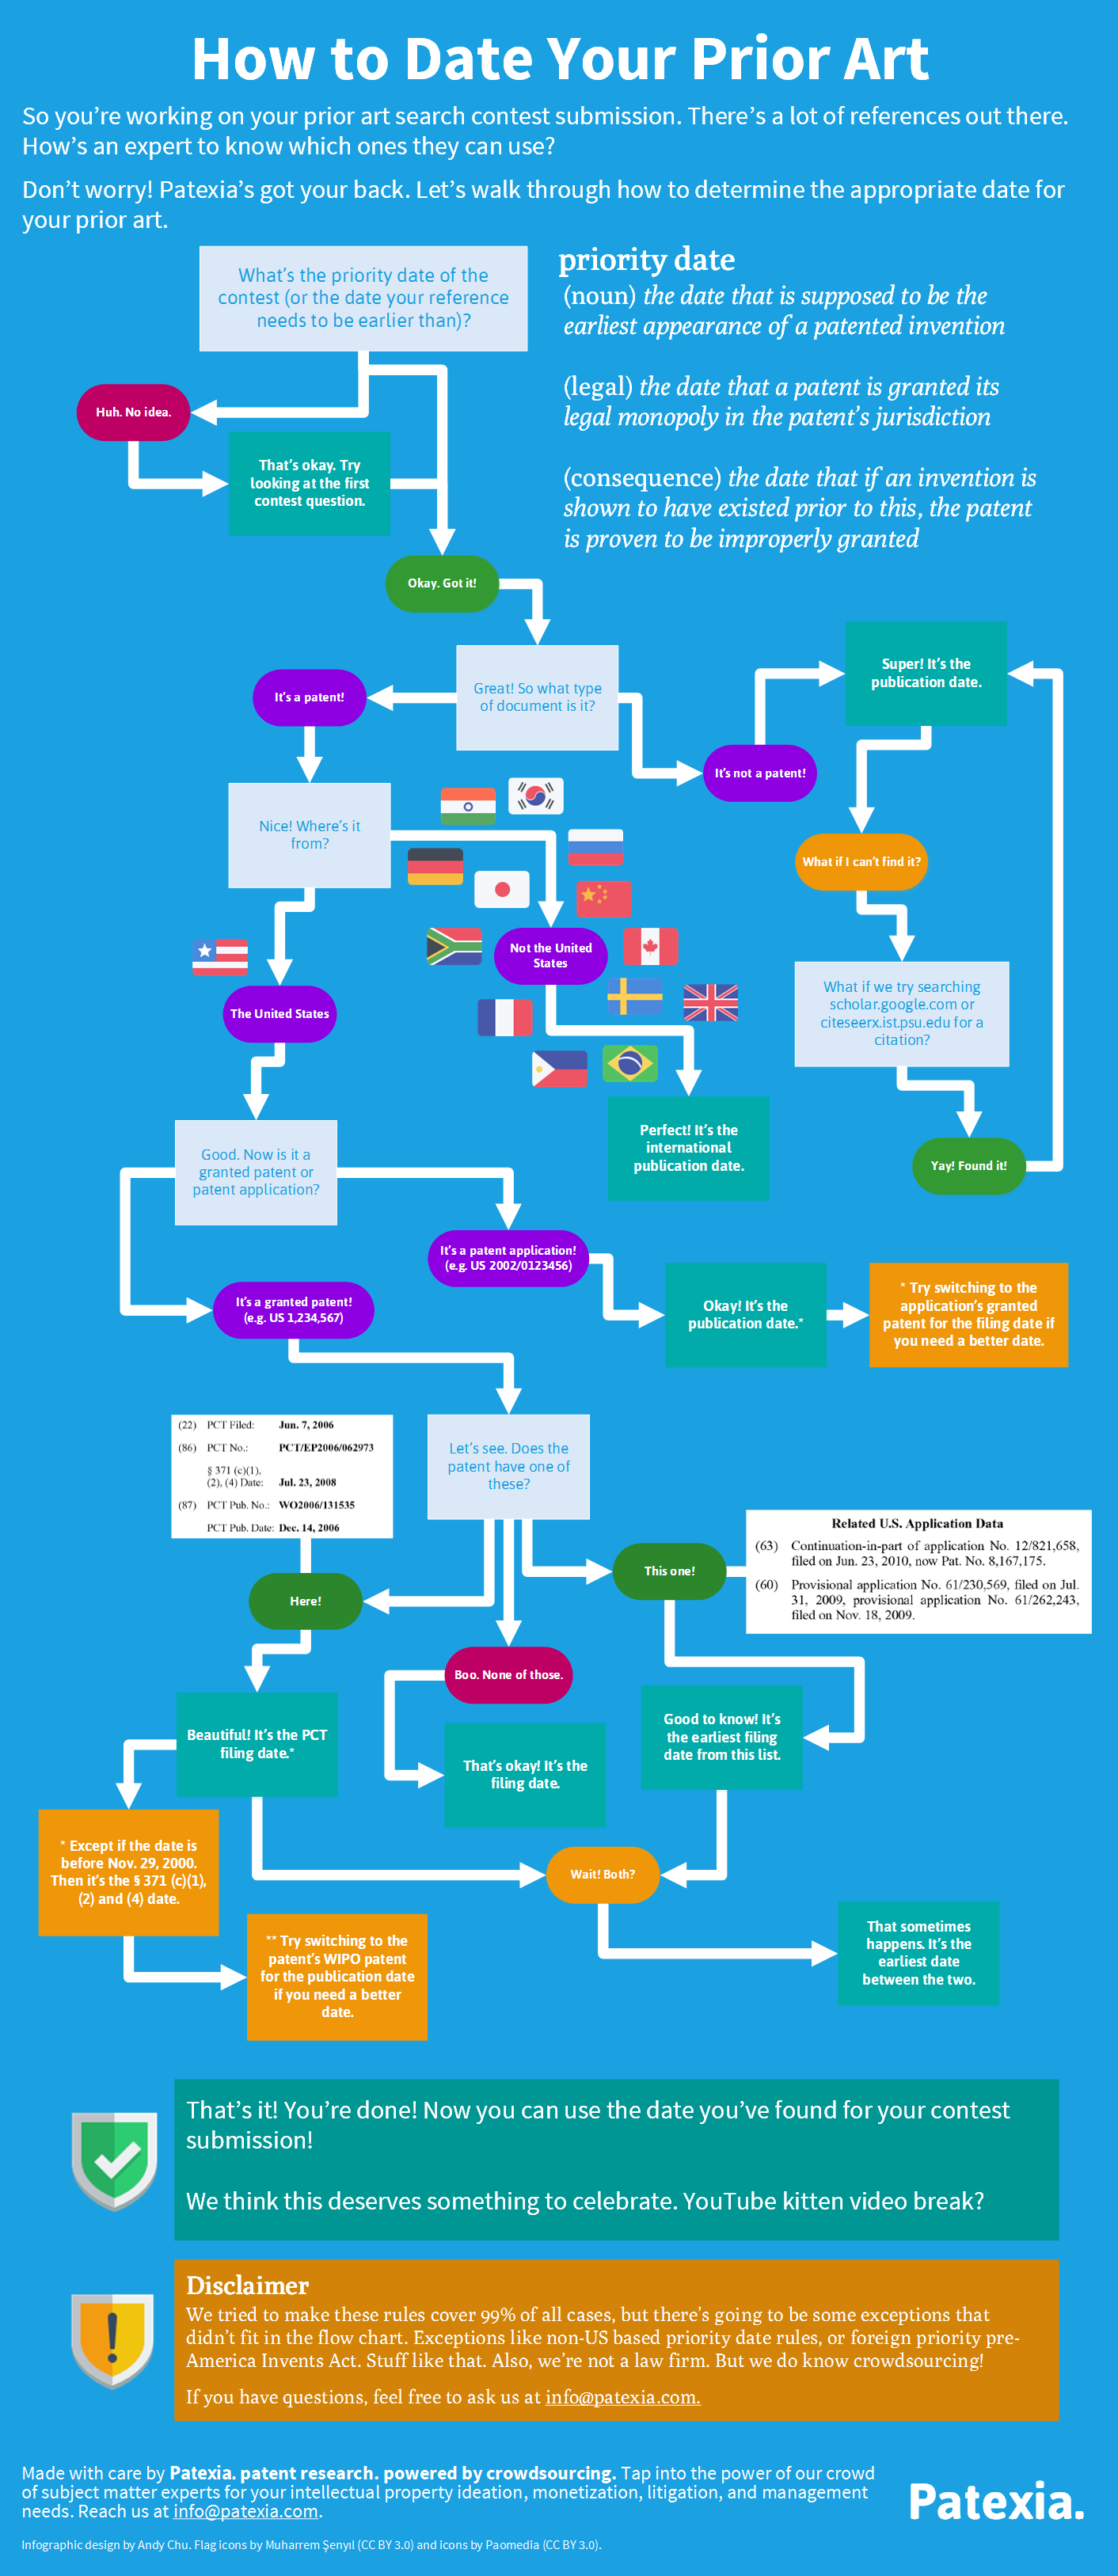 How to Date Your Prior Art
So you're working on your prior art search contest submission. There's a lot of references out there.
How's an expert to know which ones they can use?
Don't worry! Patexia's got your back. Let's walk through how to determine the appropriate date for
your prior art.
What's the priority date of the
contest (or the date your reference
needs to be earlier than)?
priority date
(noun) the date that is supposed to be the
earliest appearance of a patented invention
(legal) the date that a patent is granted its
legal monopoly in the patent's jurisdiction
(consequence) the date that if an invention is
shown to have existed prior to this, the patent
is proven to be improperly granted
Huh. No idea.
That's okay. Try
looking at the first
contest question.
Okay. Got it!
Great! So what type
of document is it?
It's a patent!
It's not a patent!
Super! It's the
publication date.
What if I can't find it?
What if we try searching
scholar.google.com or
citeseerx.ist.psu.edu for a
citation?
Yay! Found it!
Nice! Where's it
from?
Not the United
States
The United States
Perfect! It's the
international
publication date.
Good. Now is it a
granted patent or
patent application?
It's a patent application!
(e.g. US 2002/0123456)
Okay! It's the
publication date.*
* Try switching to the
application's granted
patent for the filing date if
you need a better date.
It's a granted patent!
(e.g. US 1,234,567)
Let's see. Does the
patent have one of
these?
(22) PCT Filed: Jun. 7, 2006
(86) PCT No.: PCT/EP2006/062973
§ 371 (c)(1),
(2), (4) Date: Jul. 23, 2008
(87) PCT Pub. No.: WO2006/131535
PCT Pub. Date: Dec. 14, 2006
Here!
This one!
Related U.S. Application Data
(63) Continuation-in-part of application No. 12/821,658,
filed on Jun. 23, 2010, now Pat. No. 8,167,175.
(60) Provisional application No. 61/230,569, filed on Jul.
31, 2009, provisional application No. 61/262,243,
filed on Nov. 18, 2009.
Boo. None of those.
Beautiful! It's the PCT
filing date.*
That's okay! It's the
filing date.
Good to know! It's
the earliest filing
date from this list.
* Except if the date is
before Nov. 29, 2000.
Then it's the § 371 (c)(1),
(2) and (4) date.
Wait! Both?
** Try switching to the
patent's WIPO patent
for the publication date
if you need a better
date.
That sometimes
happens. It's the
earliest date
between the two.
That's it! You're done! Now you can use the date you've found for your contest
submission!
We think this deserves something to celebrate. YouTube kitten video break?
Disclaimer
We tried to make these rules cover 99% of all cases, but there's going to be some exceptions that
didn't fit in the flow chart. Exceptions like non-US based priority date rules, or foreign priority pre-
America Invents Act. Stuff like that. Also, we're not a law firm. But we do know crowdsourcing!
If you have questions, feel free to ask us at info@patexia.com.
Made with care by Patexia. patent research. powered by crowdsourcing. Tap into the power of our crowd
of subject matter experts for your intellectual property ideation, monetization, litigation, and management
needs. Reach us at info@patexia.com.
Patexia.
Infographic design by Andy Chu. Flag icons by Muharrem Şenyıl (CC BY 3.0) and icons by Paomedia (CC BY 3.0).